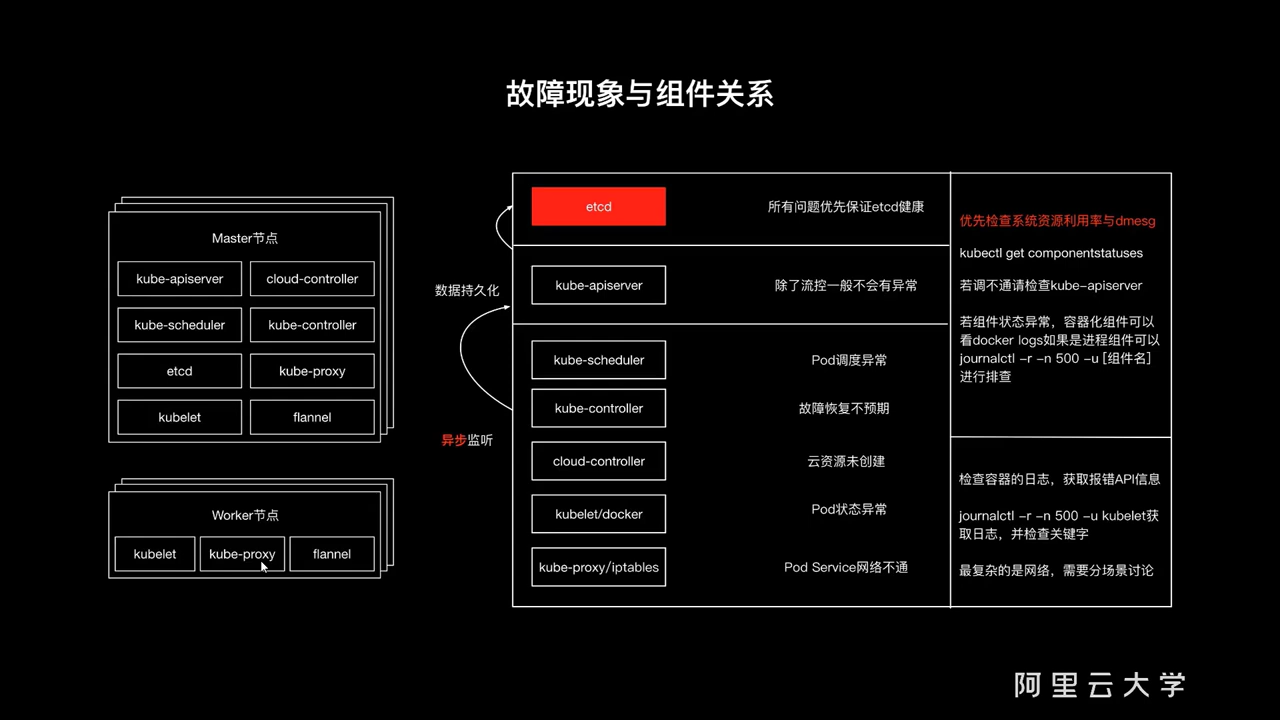 故障现象与组件关系
Master节点
kube-apiserver
cloud-controller
kube-scheduler
kube-controller
etcd
kube-proxy
kubelet
flannel
Worker节点
kubelet
kube-proxy
flannel
数据持久化
异步监听
etcd
所有问题优先保证etcd健康
kube-apiserver
除了流控一般不会有异常
kube-scheduler
Pod调度异常
kube-controller
故障恢复不预期
cloud-controller
云资源未创建
kubelet/docker
Pod状态异常
kube-proxy/iptables
Pod Service网络不通
优先检查系统资源利用率与dmesg
kubectl get componentstatuses
若调不通请检查kube-apiserver
若组件状态异常，容器化组件可以
看docker logs如果是进程组件可以
journalctl -r -n 500 -u [组件名]
进行排查
检查容器的日志，获取报错API信息
journalctl -r -n 500 -u kubelet获
取日志，并检查关键字
最复杂的是网络，需要分场景讨论
阿里云大学